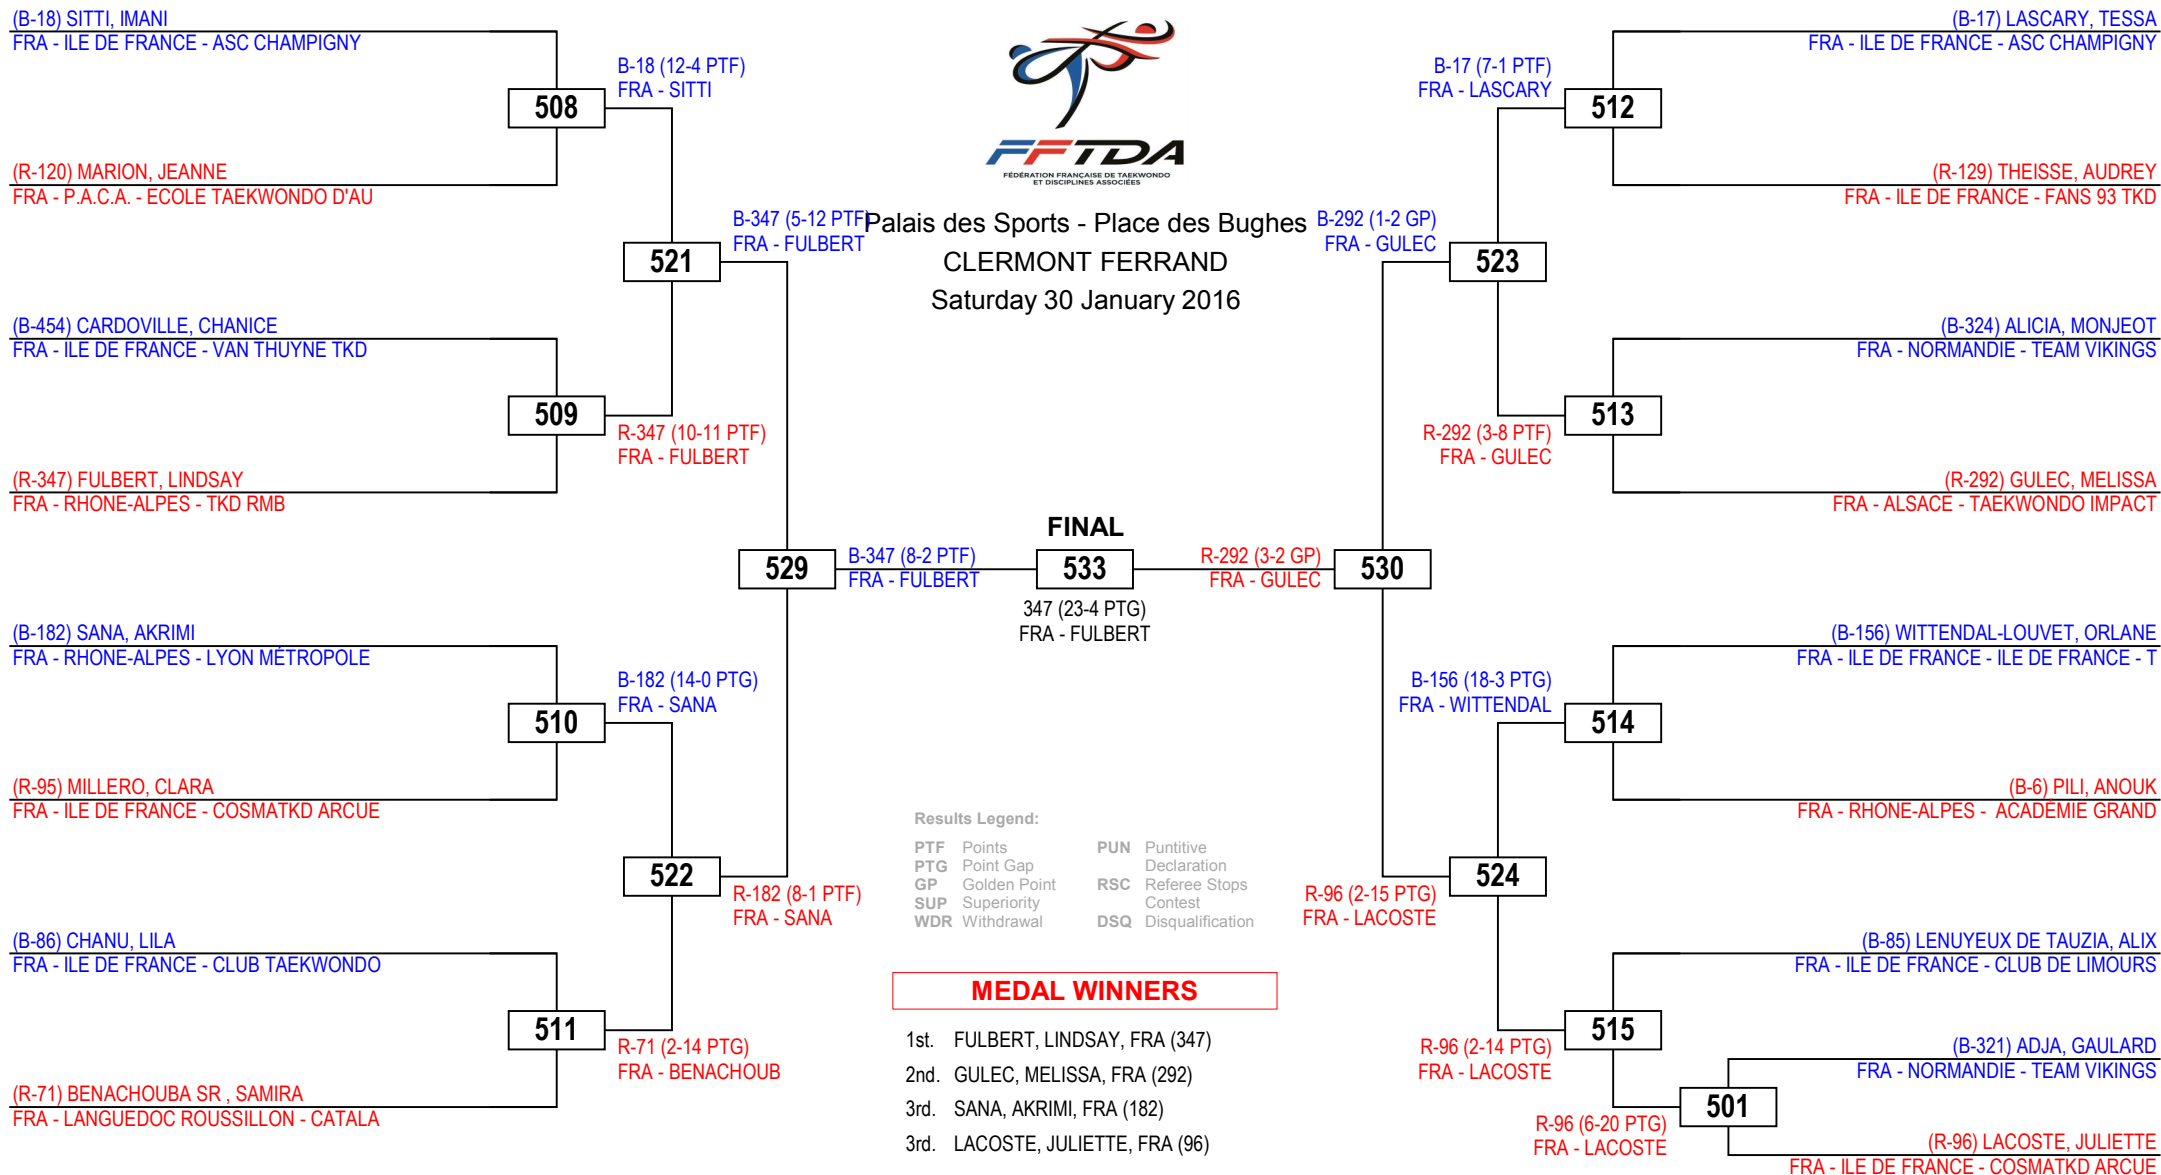 (B-18) SITTI, IMANI
FRA - ILE DE FRANCE - ASC CHAMPIGNY
B-18 (12-4 PTF)
FRA - SITTI
508
(R-120) MARION, JEANNE
FRA - P.A.C.A. - ECOLE TAEKWONDO D'AU
B-347 (5-12 PTF)
FRA - FULBERT
521
(B-454) CARDOVILLE, CHANICE
FRA - ILE DE FRANCE - VAN THUYNE TKD
509
R-347 (10-11 PTF)
FRA - FULBERT
(R-347) FULBERT, LINDSAY
FRA - RHONE-ALPES - TKD RMB
529
B-347 (8-2 PTF)
FRA - FULBERT
(B-182) SANA, AKRIMI
FRA - RHONE-ALPES - LYON MÉTROPOLE
B-182 (14-0 PTG)
FRA - SANA
510
(R-95) MILLERO, CLARA
FRA - ILE DE FRANCE - COSMATKD ARCUE
522
R-182 (8-1 PTF)
FRA - SANA
(B-86) CHANU, LILA
FRA - ILE DE FRANCE - CLUB TAEKWONDO
511
R-71 (2-14 PTG)
FRA - BENACHOUB
(R-71) BENACHOUBA SR , SAMIRA
FRA - LANGUEDOC ROUSSILLON - CATALA
FFTDA
FÉDÉRATION FRANÇAISE DE TAEKWONDO
ET DISCIPLINES ASSOCIÉES
Palais des Sports - Place des Bughes
CLERMONT FERRAND
Saturday 30 January 2016
FINAL
533
347 (23-4 PTG)
FRA - FULBERT
Results Legend:
PTF Points
PTG Point Gap
GP Golden Point
SUP Superiority
WDR Withdrawal
PUN Puntitive
Declaration
RSC Referee Stops
Contest
DSQ Disqualification
MEDAL WINNERS
1st. FULBERT, LINDSAY, FRA (347)
2nd. GULEC, MELISSA, FRA (292)
3rd. SANA, AKRIMI, FRA (182)
3rd. LACOSTE, JULIETTE, FRA (96)
(B-17) LASCARY, TESSA
FRA - ILE DE FRANCE - ASC CHAMPIGNY
B-17 (7-1 PTF)
FRA - LASCARY
512
(R-129) THEISSE, AUDREY
FRA - ILE DE FRANCE - FANS 93 TKD
B-292 (1-2 GP)
FRA - GULEC
523
(B-324) ALICIA, MONJEOT
FRA - NORMANDIE - TEAM VIKINGS
513
R-292 (3-8 PTF)
FRA - GULEC
(R-292) GULEC, MELISSA
FRA - ALSACE - TAEKWONDO IMPACT
R-292 (3-2 GP)
FRA - GULEC
530
(B-156) WITTENDAL-LOUVET, ORLANE
FRA - ILE DE FRANCE - ILE DE FRANCE - T
B-156 (18-3 PTG)
FRA - WITTENDAL
514
(B-6) PILI, ANOUK
FRA - RHONE-ALPES - ACADÉMIE GRAND
524
R-96 (2-15 PTG)
FRA - LACOSTE
(B-85) LENUYEUX DE TAUZIA, ALIX
FRA - ILE DE FRANCE - CLUB DE LIMOURS
515
R-96 (2-14 PTG)
FRA - LACOSTE
(B-321) ADJA, GAULARD
FRA - NORMANDIE - TEAM VIKINGS
501
R-96 (6-20 PTG)
FRA - LACOSTE
(R-96) LACOSTE, JULIETTE
FRA - ILE DE FRANCE - COSMATKD ARCUE